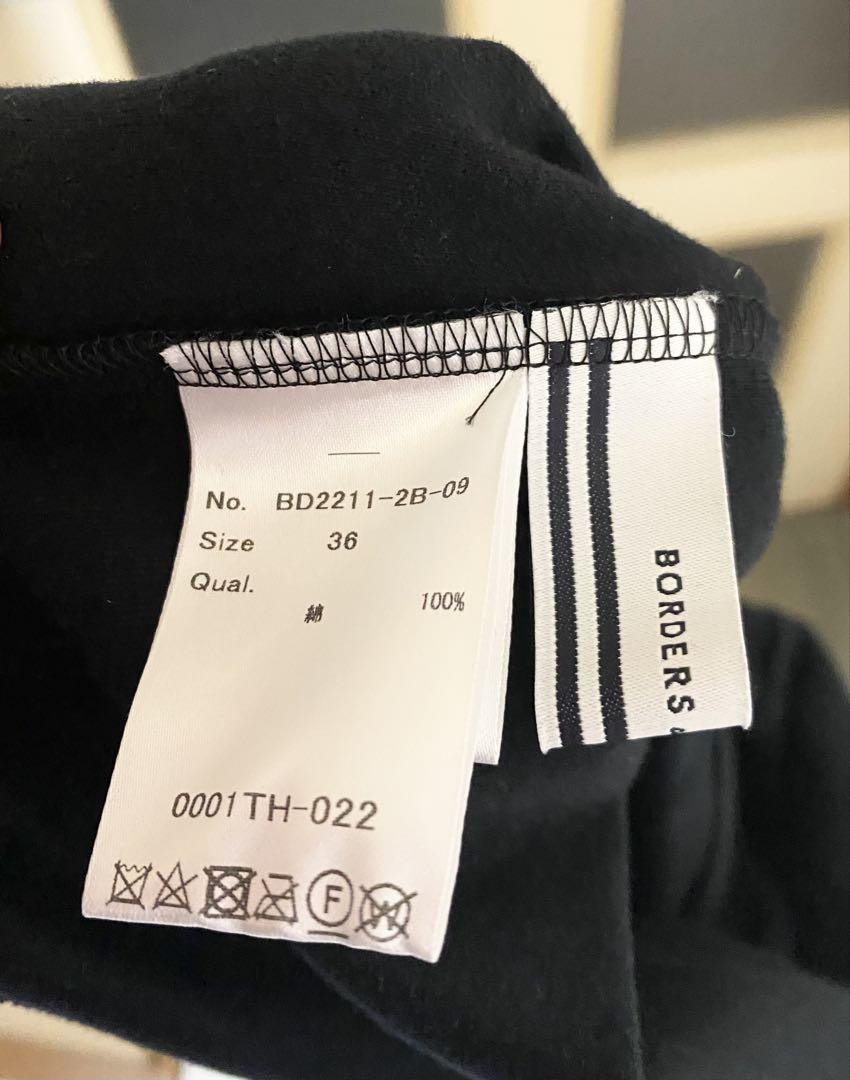 No. BD2211-2B-09
Size 36
Qual.
綿 100%
0001TH-022
F W
BORDERS